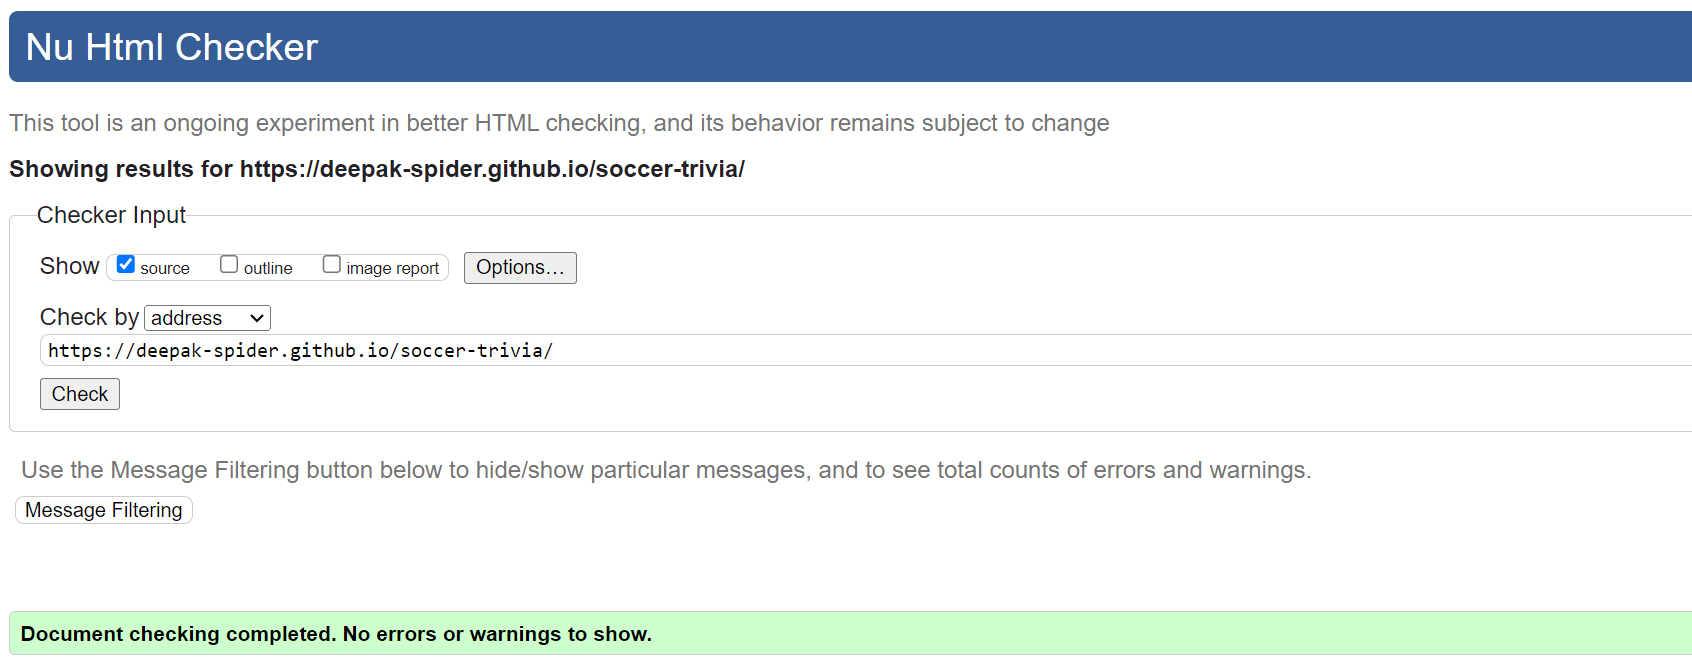 Nu Html Checker
This tool is an ongoing experiment in better HTML checking, and its behavior remains subject to change
Showing results for https://deepak-spider.github.io/soccer-trivia/
Checker Input
Show source outline image report Options...
Check by address
https://deepak-spider.github.io/soccer-trivia/
Check
Use the Message Filtering button below to hide/show particular messages, and to see total counts of errors and warnings.
Message Filtering
Document checking completed. No errors or warnings to show.